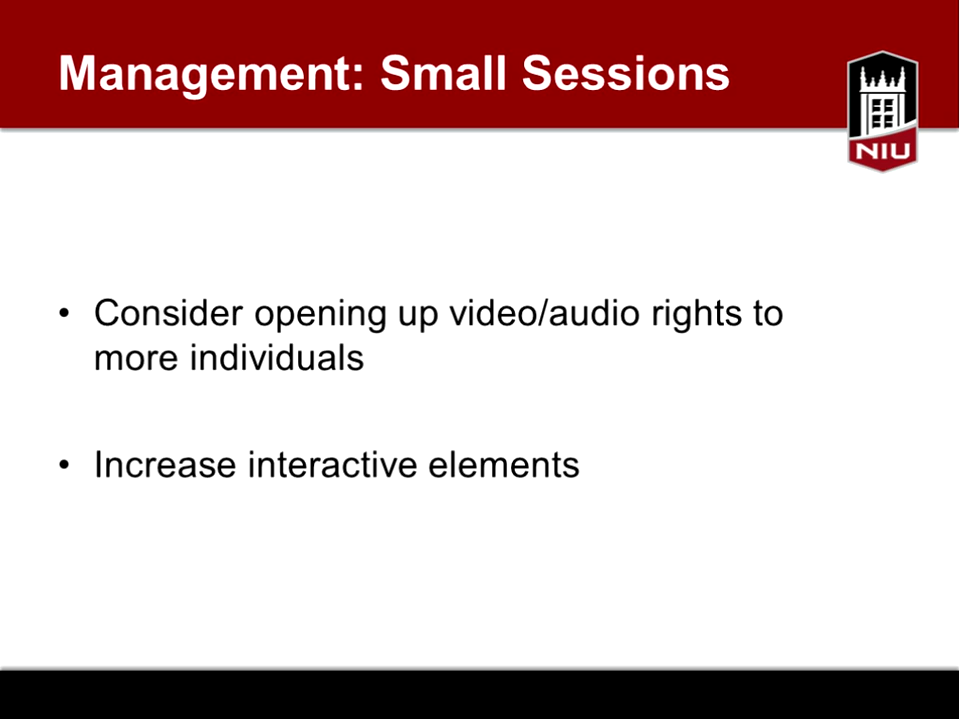 Management: Small Sessions
NIU
• Consider opening up video/audio rights to
more individuals
• Increase interactive elements